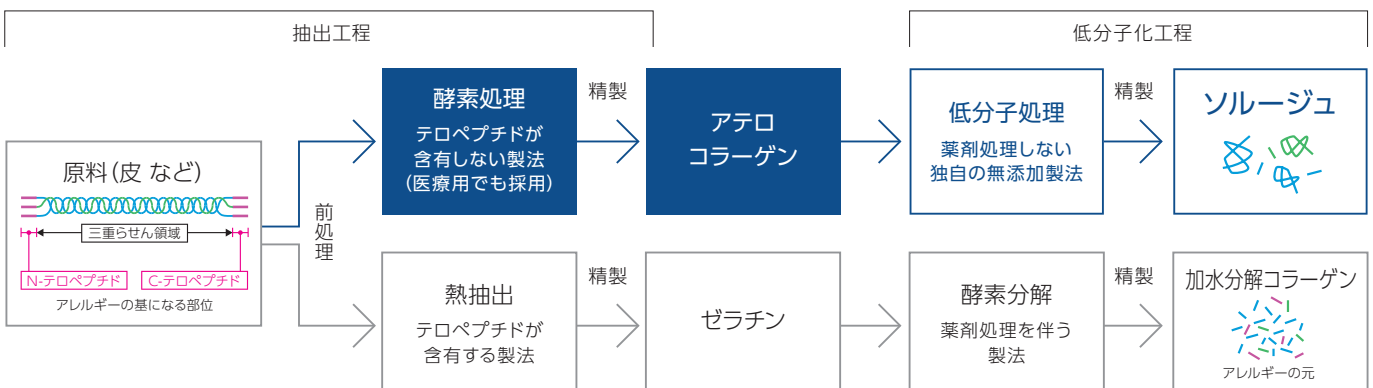 抽出工程
低分子化工程
原料(皮 など)
三重らせん領域
N-テロペプチド
C-テロペプチド
アレルギーの基になる部位
前処理
酵素処理
テロペプチドが
含有しない製法
(医療用でも採用)
精製
アテロ
コラーゲン
低分子処理
薬剤処理しない
独自の無添加製法
精製
ソルージュ
熱抽出
テロペプチドが
含有する製法
精製
ゼラチン
酵素分解
薬剤処理を伴う
製法
精製
加水分解コラーゲン
アレルギーの元